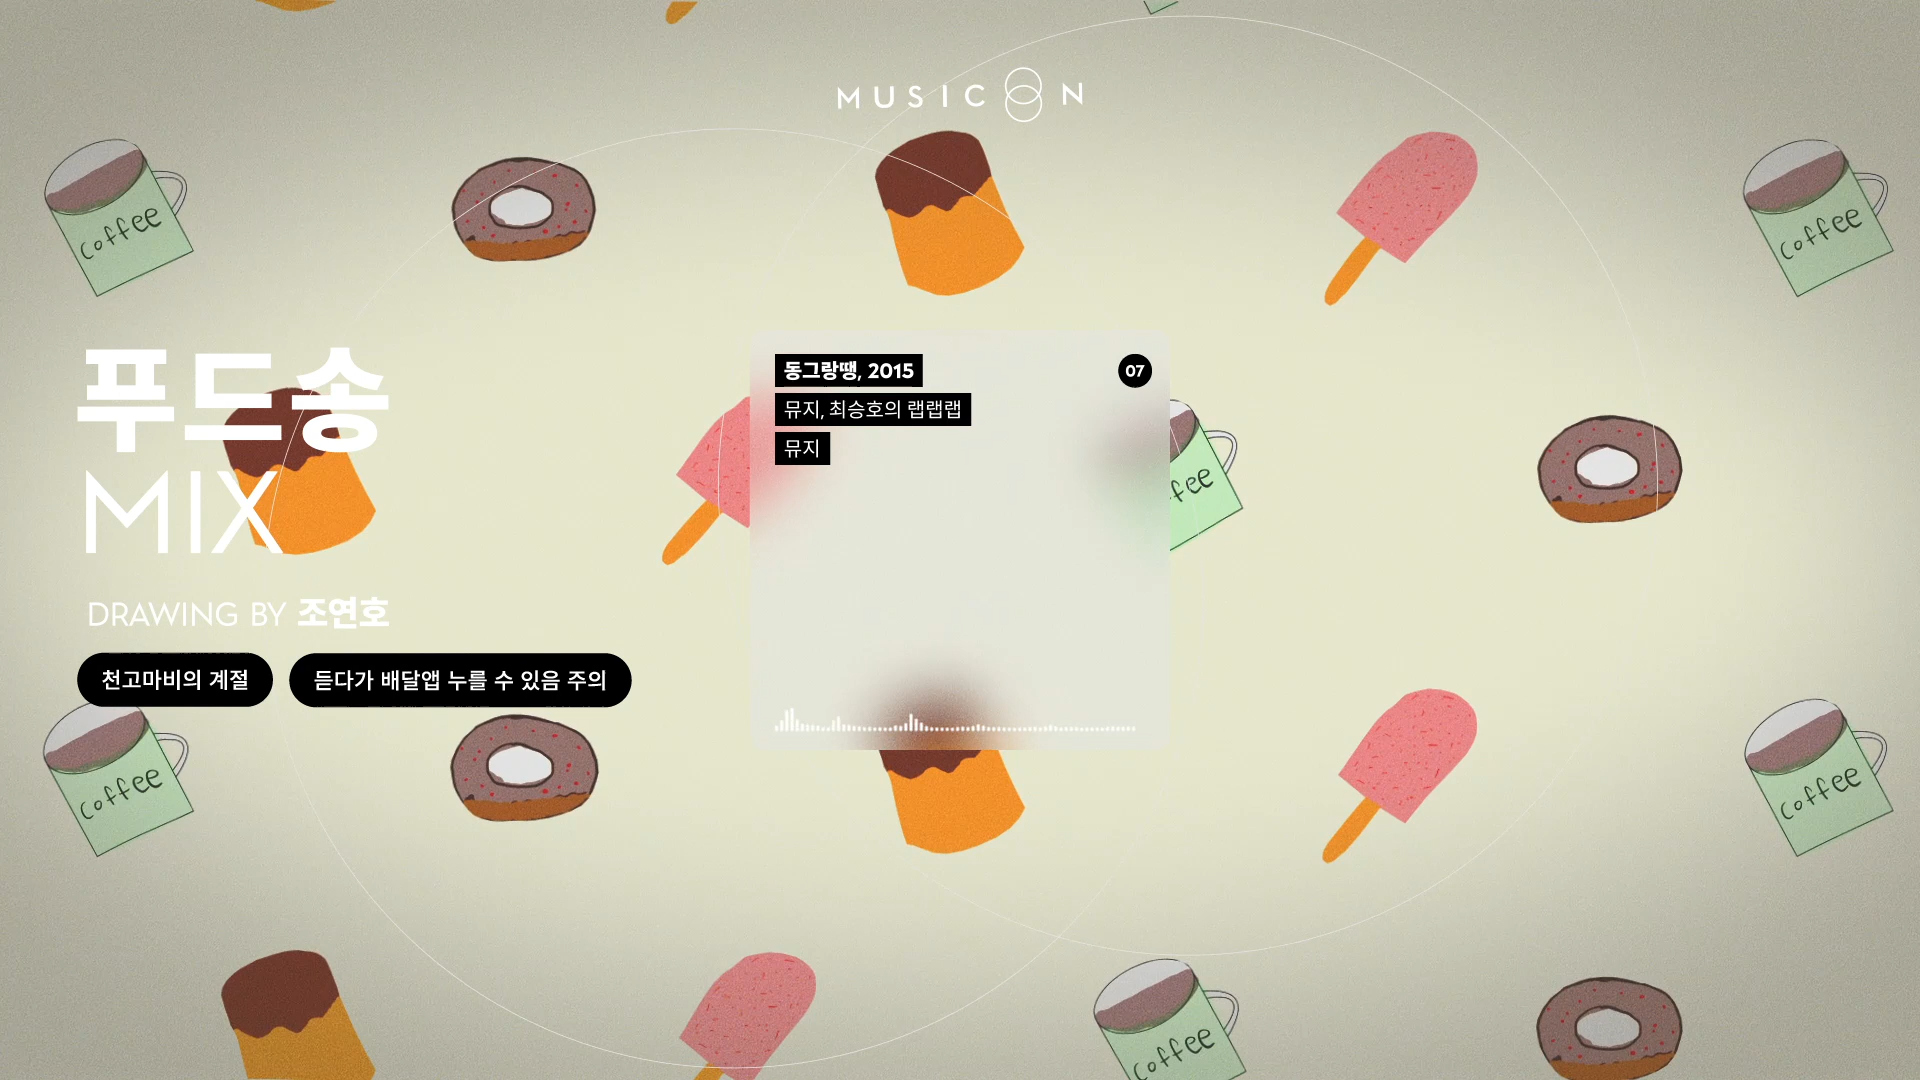 MUSICON
coffee
coffee
푸드송
MIX
DRAWING BY 조연호
천고마비의 계절
듣다가 배달앱 누를 수 있음 주의
동그랑땡, 2015
07
뮤지, 최승호의 랩랩랩
뮤지
fee
coffee
coffee
coffee